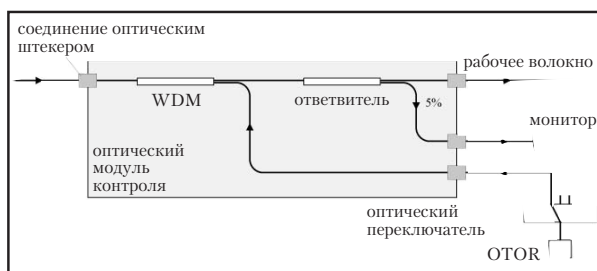 соединение оптическим
штекером
рабочее волокно
WDM
ответвитель
5%
монитор
оптический
модуль
контроля
оптический
переключатель
OTOR